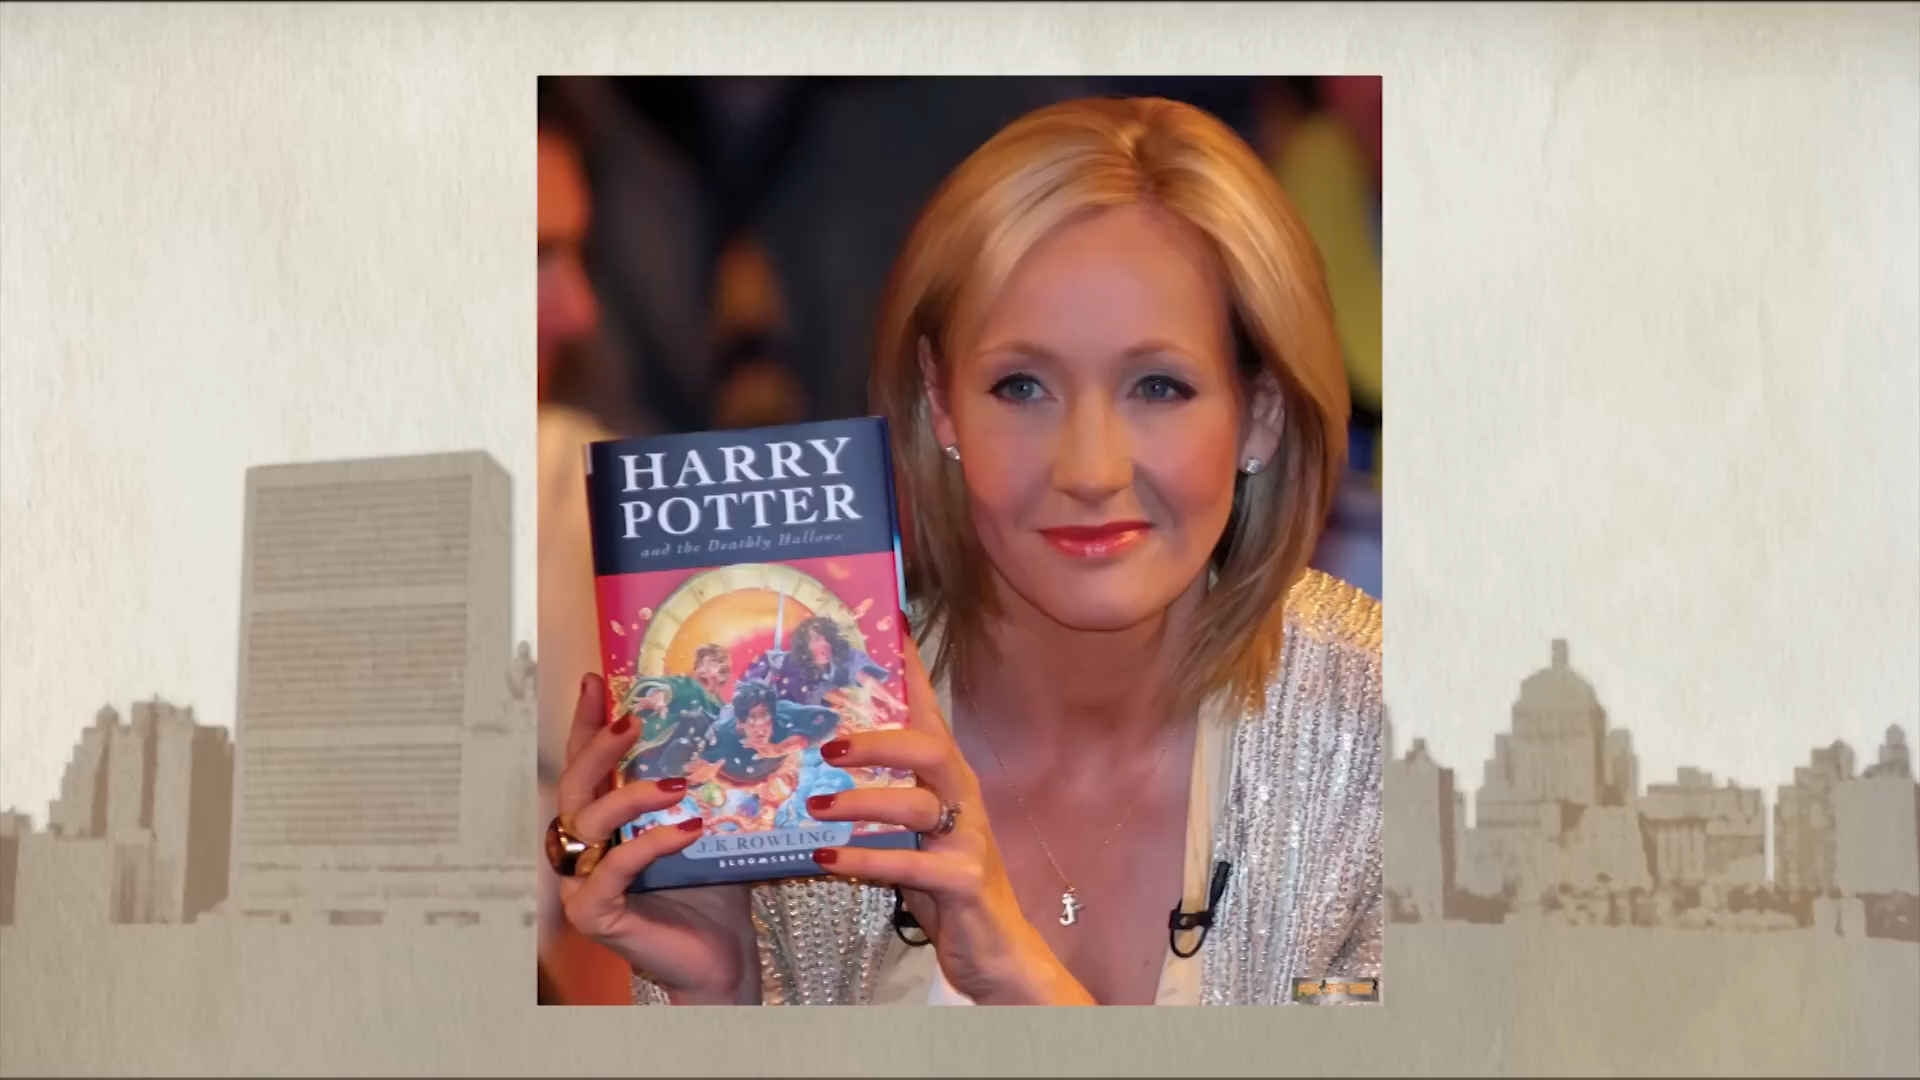 HARRY
POTTER
and the Deathly Hallows
J.K.ROWLING
BLOOMSBURY